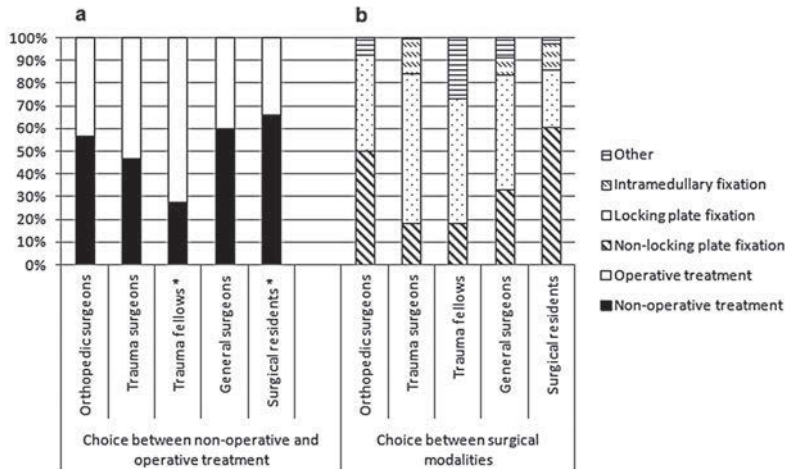 a
b
100%
90%
80%
70%
60%
50%
40%
30%
20%
10%
0%
Orthopedic surgeons
Trauma surgeons
Trauma fellows *
General surgeons
Surgical residents *
Choice between non-operative and
operative treatment
Orthopedic surgeons
Trauma surgeons
Trauma fellows
General surgeons
Surgical residents
Choice between surgical
modalities
Other
Intramedullary fixation
Locking plate fixation
Non-locking plate fixation
Operative treatment
Non-operative treatment